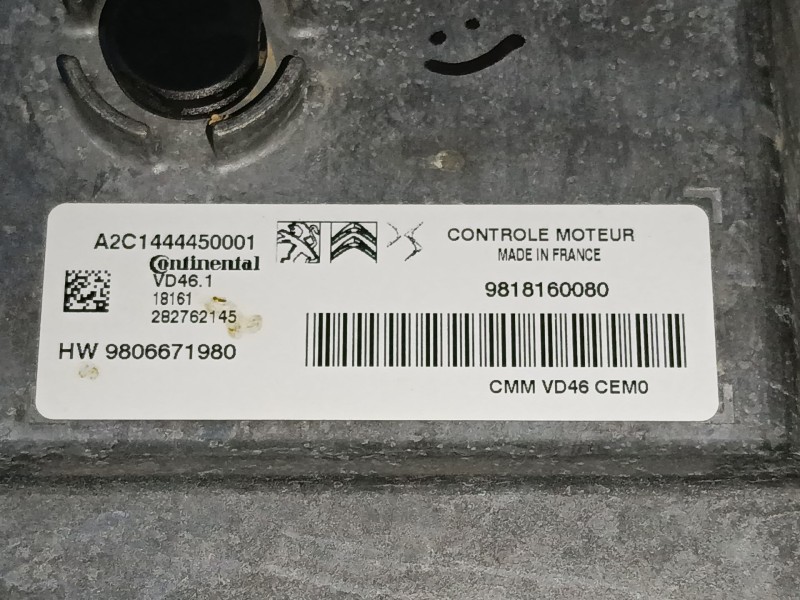 A2C1444450001
Continental
VD46.1
18161
282762145
HW 9806671980
CONTROLE MOTEUR
MADE IN FRANCE
9818160080
CMM VD46 CEM0